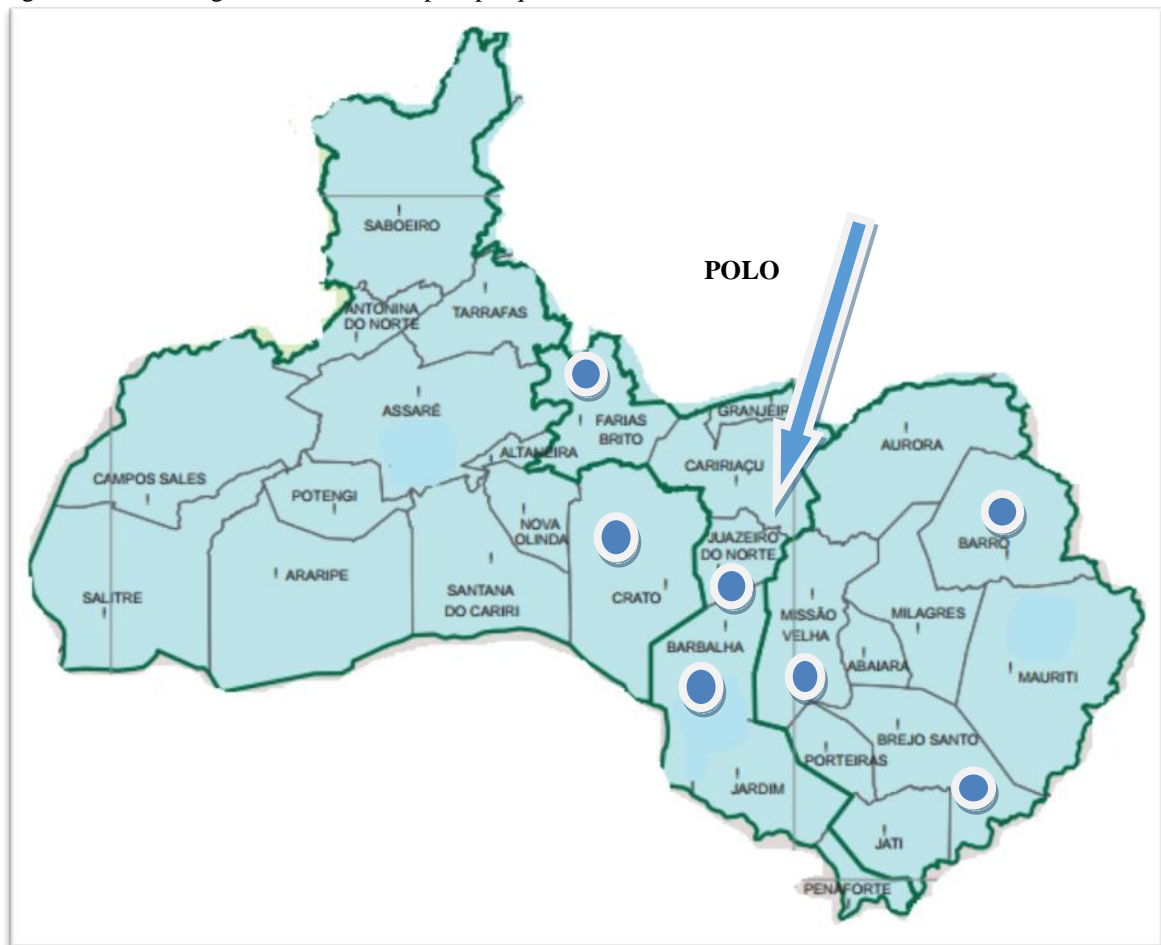 SABOEIRO
POLO
ANTONINA
DO NORTE
TARRAFAS
ASSARÉ
FARIAS
BRITO
GRANJEIR
ALTANEIRA
AURORA
CARIRIAÇU
CAMPOS SALES
POTENGI
NOVA
OLINDA
JUAZEIRO
DO NORTE
BARRO
ARARIPE
SANTANA
DO CARIRI
CRATO
SALITRE
MISSÃO
VELHA
MILAGRES
BARBALHA
ABAIARA
MAURITI
BREJO SANTO
PORTEIRAS
JARDIM
JATI
PENAFORTE